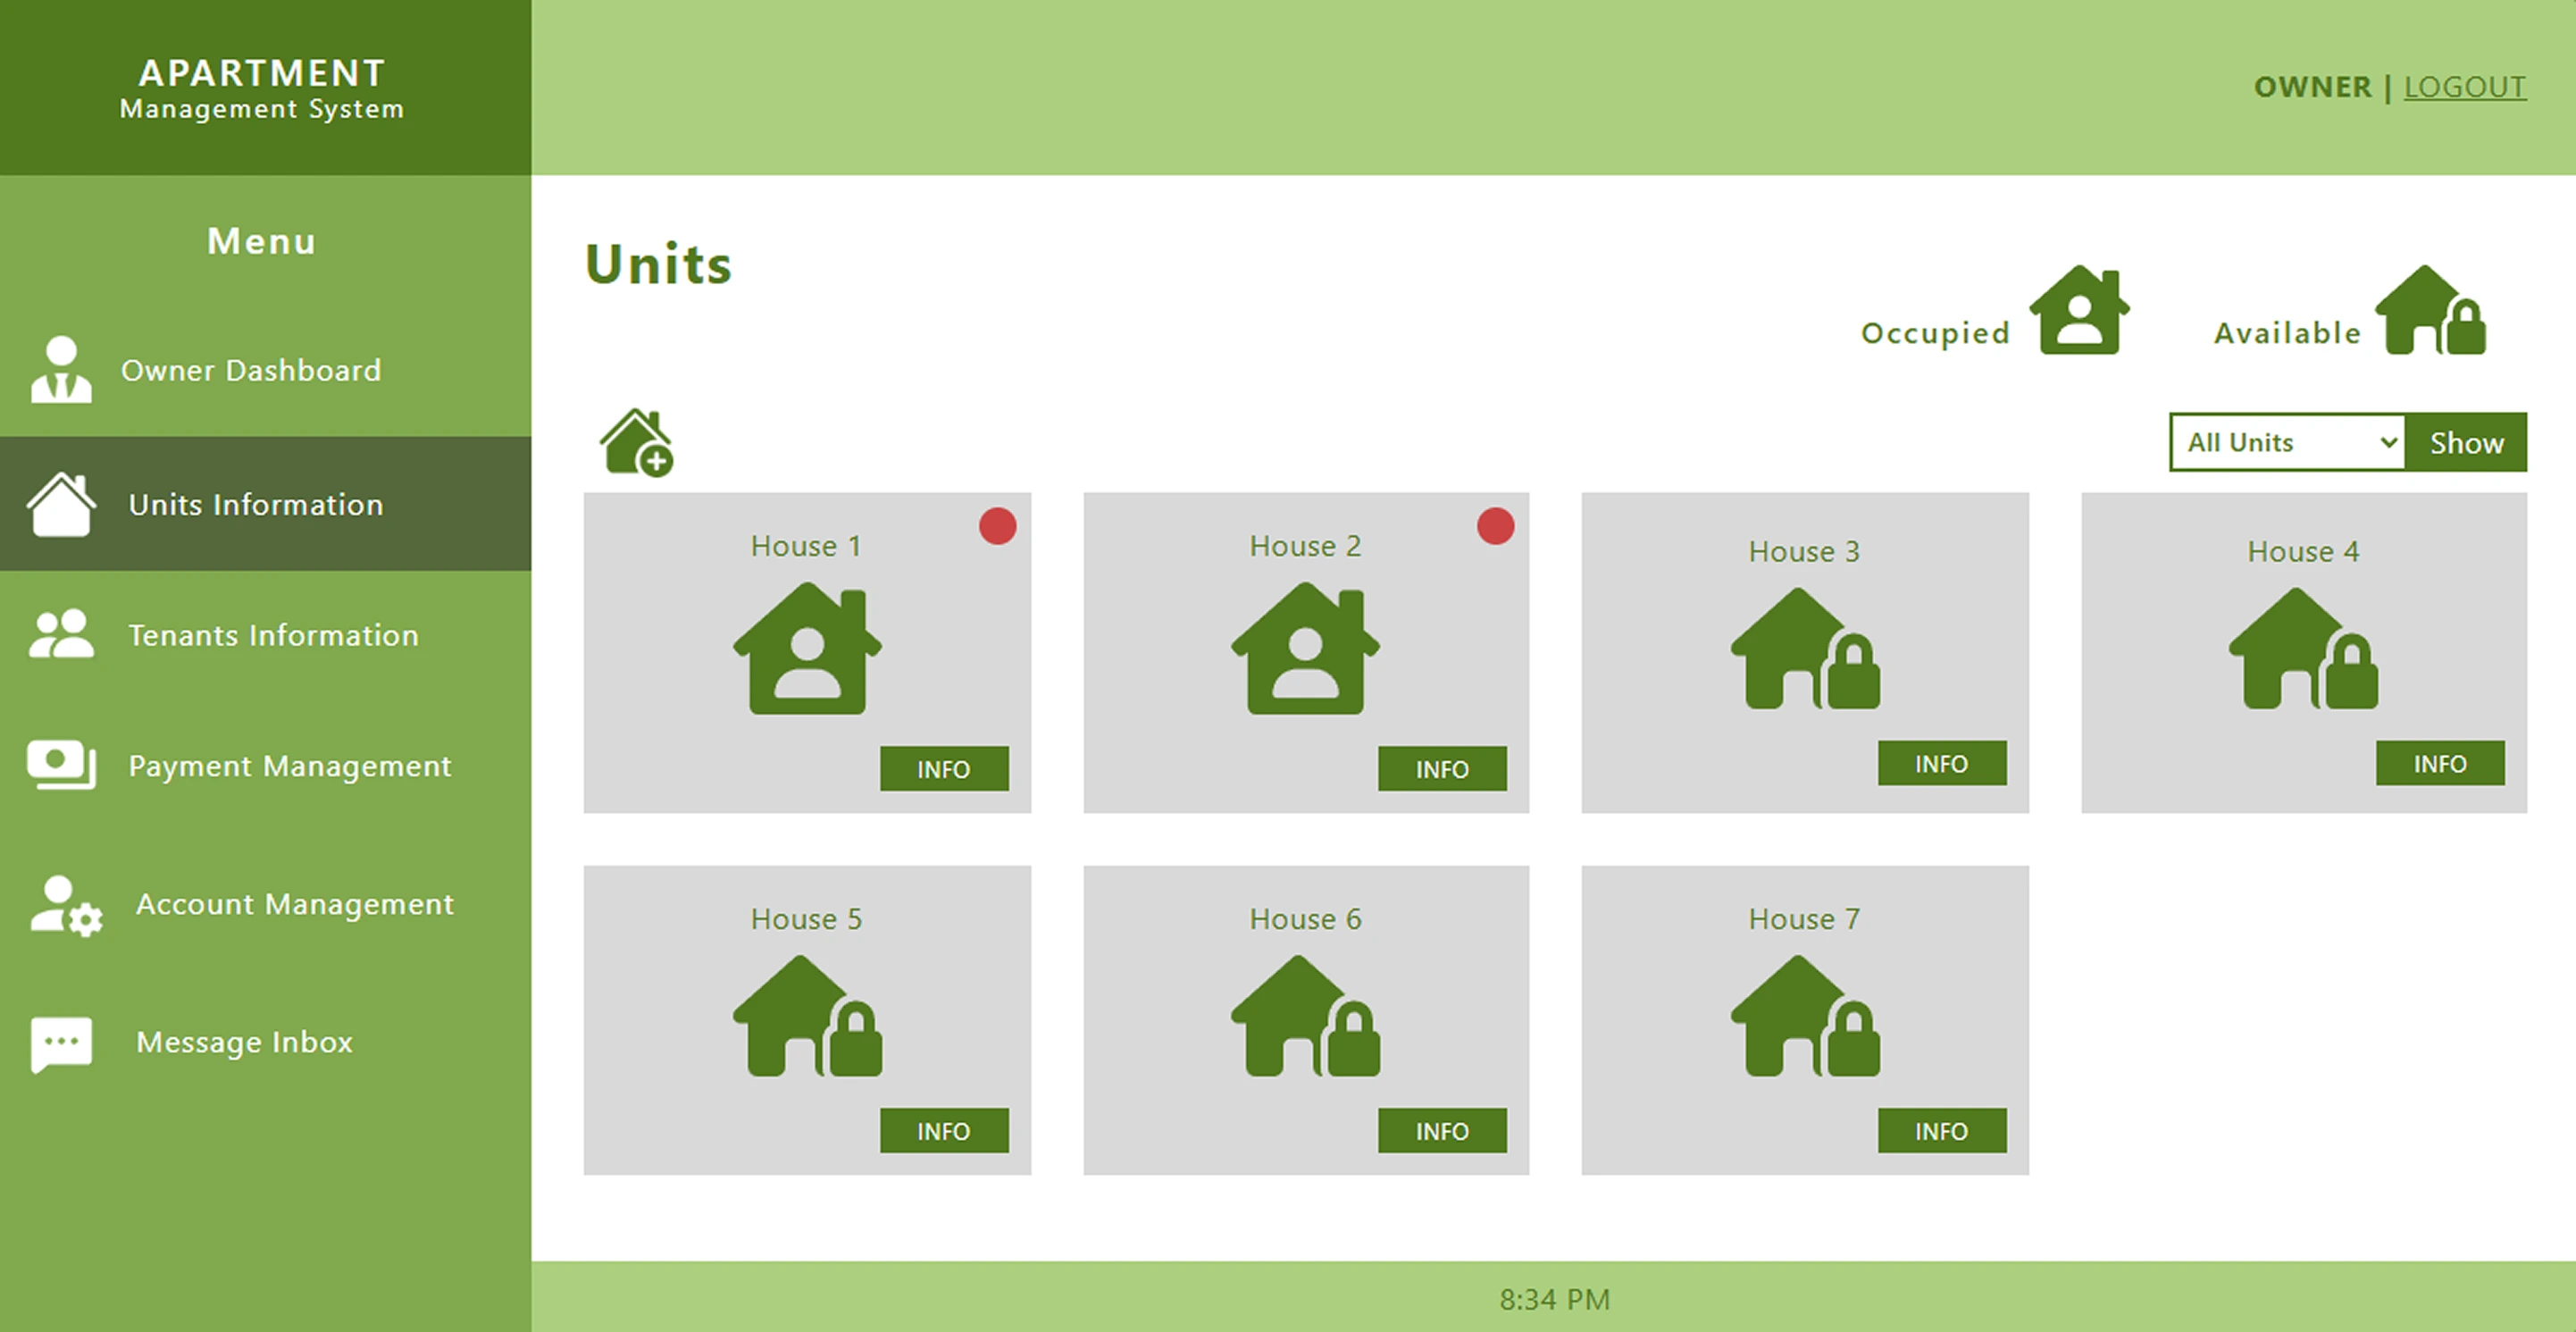 APARTMENT
Management System
OWNER | LOGOUT
Menu
Owner Dashboard
Units Information
Tenants Information
Payment Management
Account Management
Message Inbox
Units
Occupied
Available
All Units
Show
House 1
INFO
House 2
INFO
House 3
INFO
House 4
INFO
House 5
INFO
House 6
INFO
House 7
INFO
8:34 PM